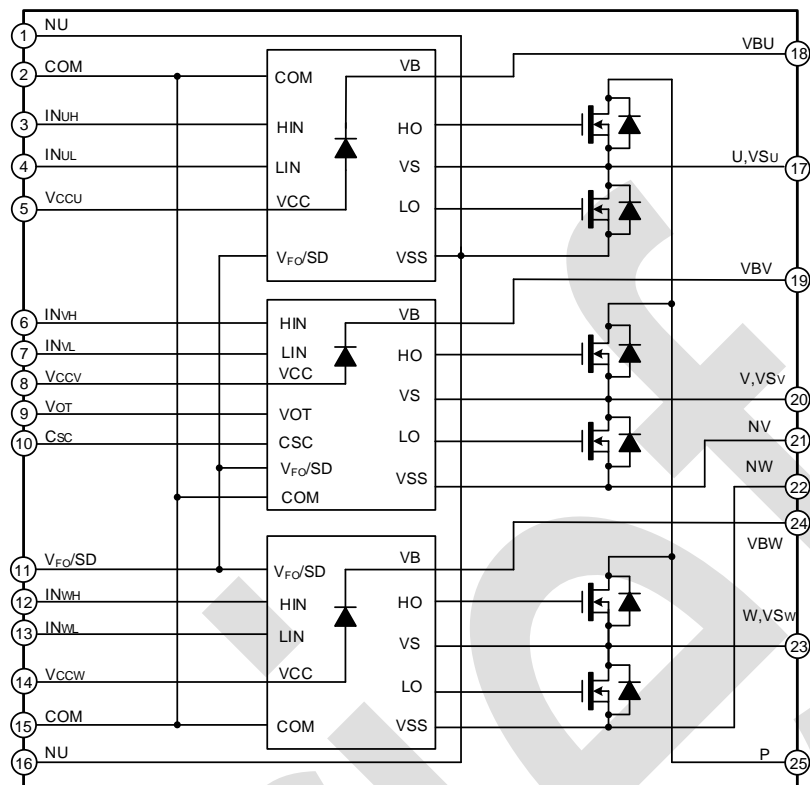 1 NU
2 COM
3 INUH
4 INUL
5 VCCU
COM
HIN
LIN
VCC
VFO/SD
VB
HO
VS
LO
VSS
VBU 18
U,VSU 17
6 INVH
7 INVL
8 VCCV
9 VOT
10 CSC
HIN
LIN
VCC
VOT
CSC
VFO/SD
COM
VB
HO
VS
LO
VSS
VBV 19
V,VSV 20
NV 21
NW 22
24
VBW
11 VFO/SD
12 INWH
13 INWL
14 VCCW
15 COM
16 NU
VFO/SD
HIN
LIN
VCC
COM
VB
HO
VS
LO
VSS
W,VSW
23
P 25